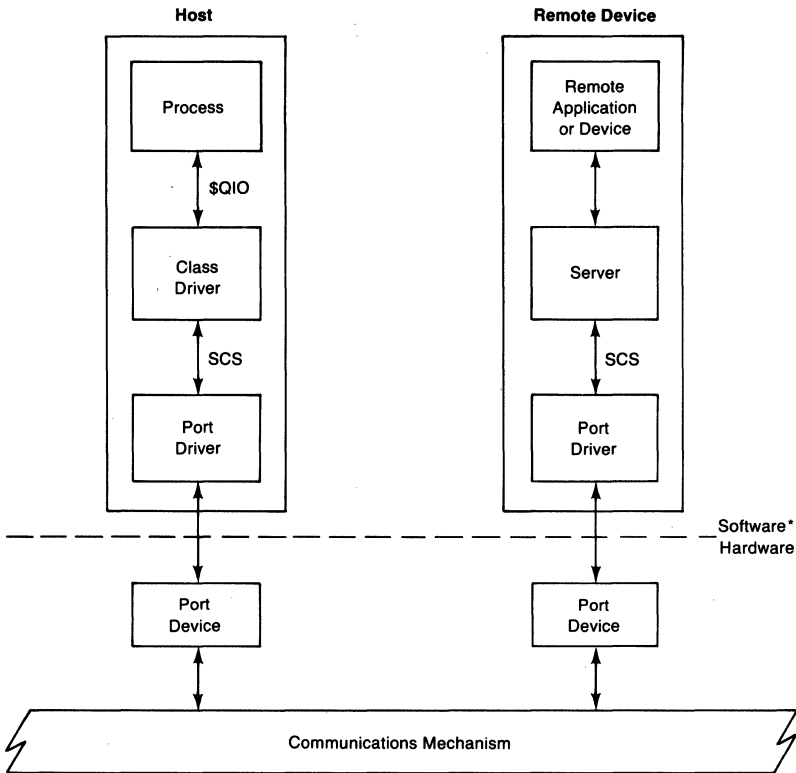 Host
Process
$QIO
Class
Driver
SCS
Port
Driver
Port
Device
Remote Device
Remote
Application
or Device
Server
SCS
Port
Driver
Software*
Hardware
Port
Device
Communications Mechanism